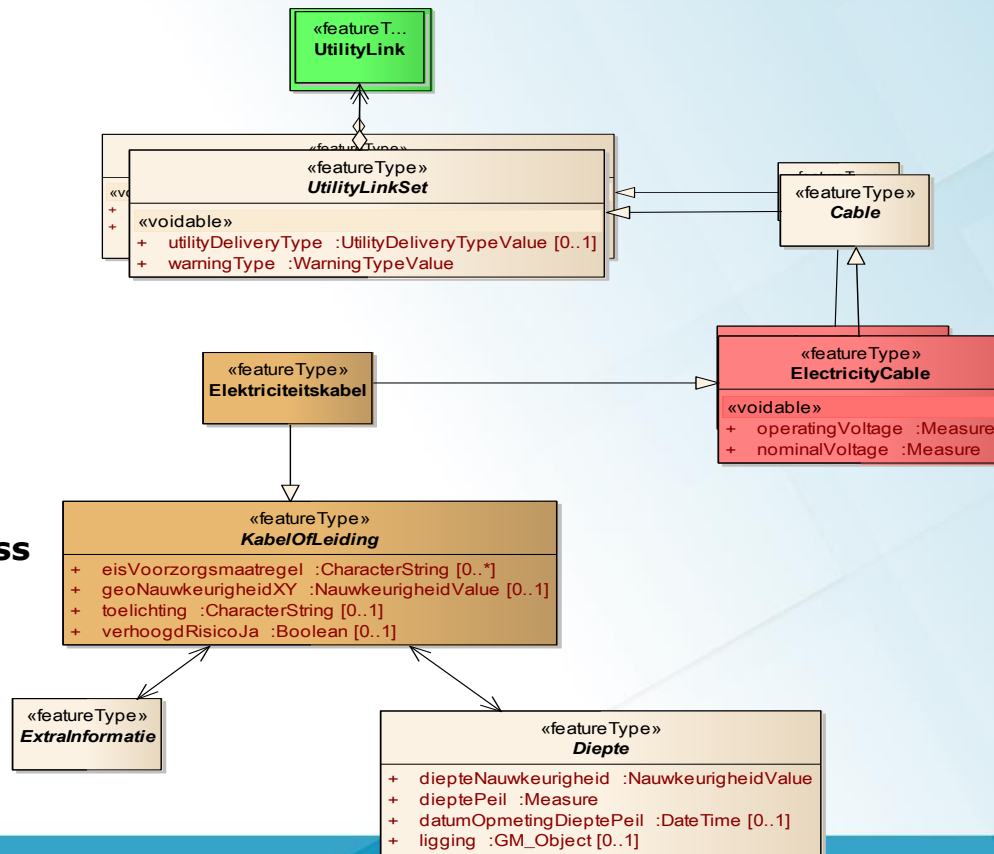 «featureT...
UtilityLink
«featureType»
«featureType»
UtilityLinkSet
«vo
«voidable»
+
+
+ utilityDeliveryType :UtilityDeliveryTypeValue [0..1]
+ warningType :WarningTypeValue
«featureType»
Cable
«featureType»
Elektriciteitskabel
«featureType»
ElectricityCable
«voidable»
+ operatingVoltage :Measure
+ nominalVoltage :Measure
ss
«featureType»
KabelOfLeiding
+ eisVoorzorgsmaatregel :CharacterString [0..*]
+ geoNauwkeurigheidXY :NauwkeurigheidValue [0..1]
+ toelichting :CharacterString [0..1]
+ verhoogdRisicoJa :Boolean [0..1]
«featureType»
ExtraInformatie
«featureType»
Diepte
+ diepteNauwkeurigheid :NauwkeurigheidValue
+ dieptePeil :Measure
+ datumOpmetingDieptePeil :DateTime [0..1]
+ ligging :GM_Object [0..1]